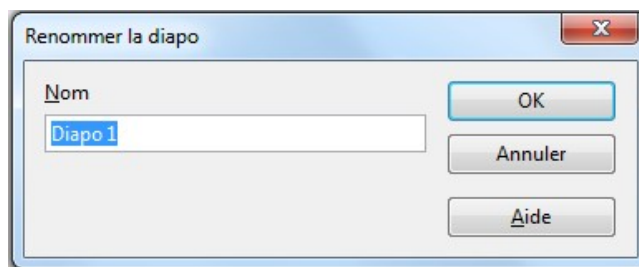 Renommer la diapo
Nom
Diapo 1
OK
Annuler
Aide